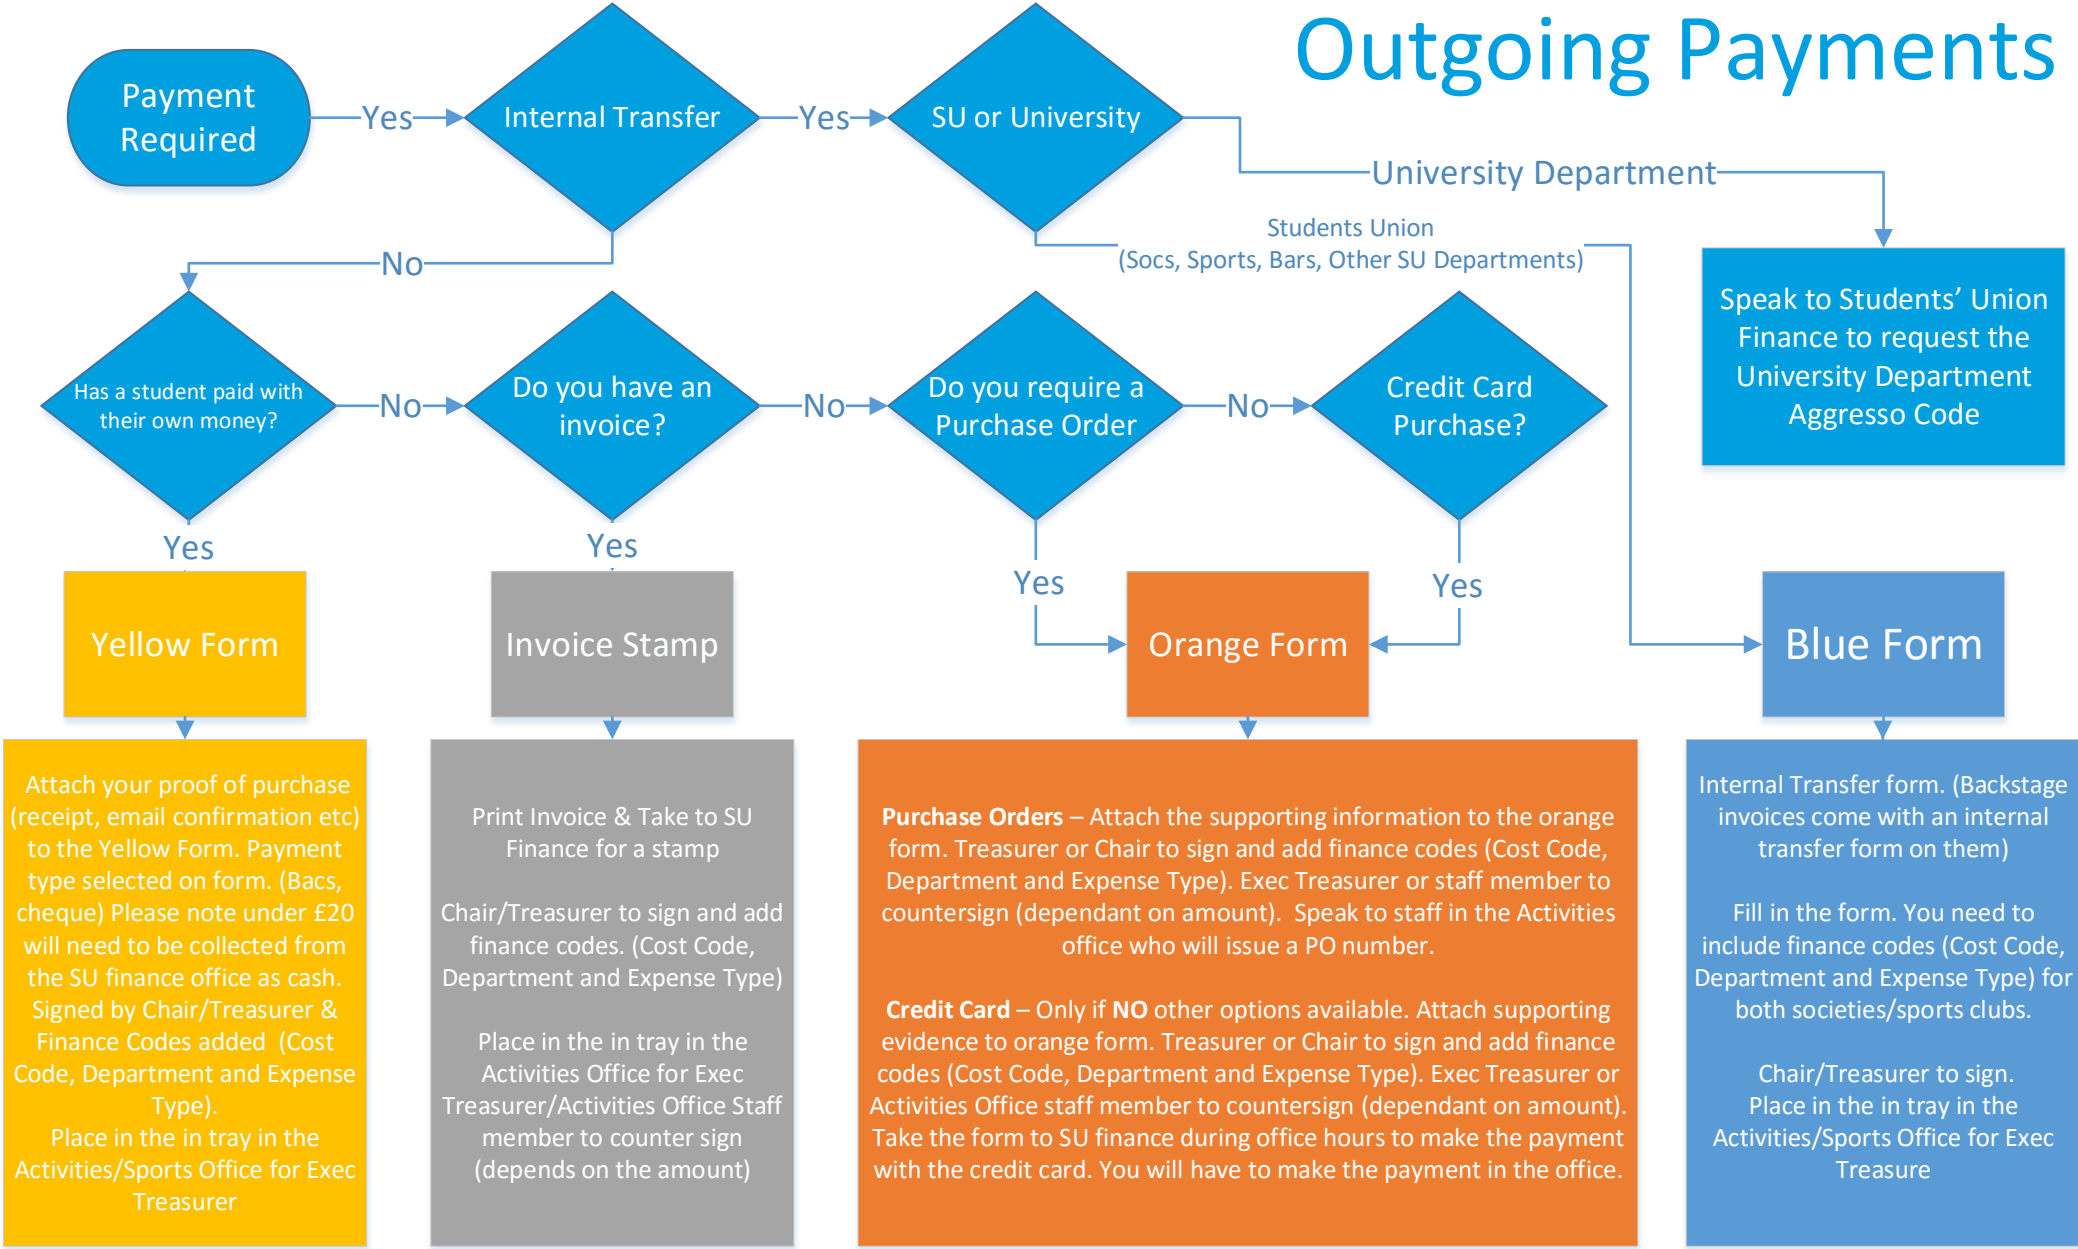 Outgoing Payments
Payment
Required
Yes
Internal Transfer
Yes
SU or University
University Department
Students Union
(Socs, Sports, Bars, Other SU Departments)
No
Speak to Students’ Union
Finance to request the
University Department
Aggresso Code
Has a student paid with
their own money?
No
Do you have an
invoice?
No
Do you require a
Purchase Order
No
Credit Card
Purchase?
Yes
Yes
Yes
Yes
Yellow Form
Invoice Stamp
Orange Form
Blue Form
Attach your proof of purchase
(receipt, email confirmation etc)
to the Yellow Form. Payment
type selected on form. (Bacs,
cheque) Please note under £20
will need to be collected from
the SU finance office as cash.
Signed by Chair/Treasurer &
Finance Codes added (Cost
Code, Department and Expense
Type).
Place in the in tray in the
Activities/Sports Office for Exec
Treasurer
Print Invoice & Take to SU
Finance for a stamp
Chair/Treasurer to sign and add
finance codes. (Cost Code,
Department and Expense Type)
Place in the in tray in the
Activities Office for Exec
Treasurer/Activities Office Staff
member to counter sign
(depends on the amount)
Purchase Orders – Attach the supporting information to the orange
form. Treasurer or Chair to sign and add finance codes (Cost Code,
Department and Expense Type). Exec Treasurer or staff member to
countersign (dependant on amount). Speak to staff in the Activities
office who will issue a PO number.
Credit Card – Only if NO other options available. Attach supporting
evidence to orange form. Treasurer or Chair to sign and add finance
codes (Cost Code, Department and Expense Type). Exec Treasurer or
Activities Office staff member to countersign (dependant on amount).
Take the form to SU finance during office hours to make the payment
with the credit card. You will have to make the payment in the office.
Internal Transfer form. (Backstage
invoices come with an internal
transfer form on them)
Fill in the form. You need to
include finance codes (Cost Code,
Department and Expense Type) for
both societies/sports clubs.
Chair/Treasurer to sign.
Place in the in tray in the
Activities/Sports Office for Exec
Treasure